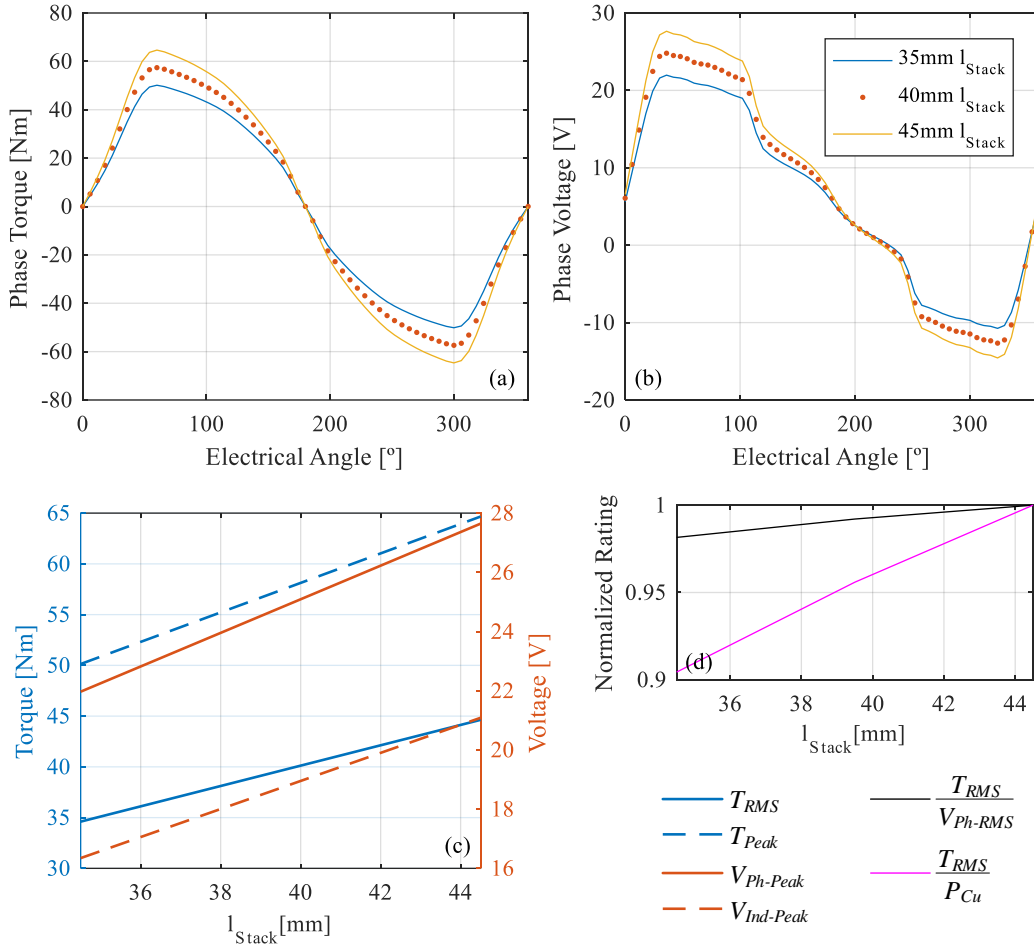 80
60
40
20
0
-20
-40
-60
-80
0
100
200
300
Phase Torque [Nm]
Electrical Angle [º]
(a)
30
20
10
0
-10
-20
0
100
200
300
Phase Voltage [V]
Electrical Angle [º]
(b)
35mm l_Stack
40mm l_Stack
45mm l_Stack
65
60
55
50
45
40
35
30
Torque [Nm]
28
26
24
22
20
18
16
Voltage [V]
36
38
40
42
44
l_Stack
(c)
1
0.95
0.9
Normalized Rating
(d)
36
38
40
42
44
l_Stack[mm]
T_RMS
T_Peak
V_Ph-Peak
V_Ind-Peak
T_RMS
V_Ph-RMS
T_RMS
P_Cu